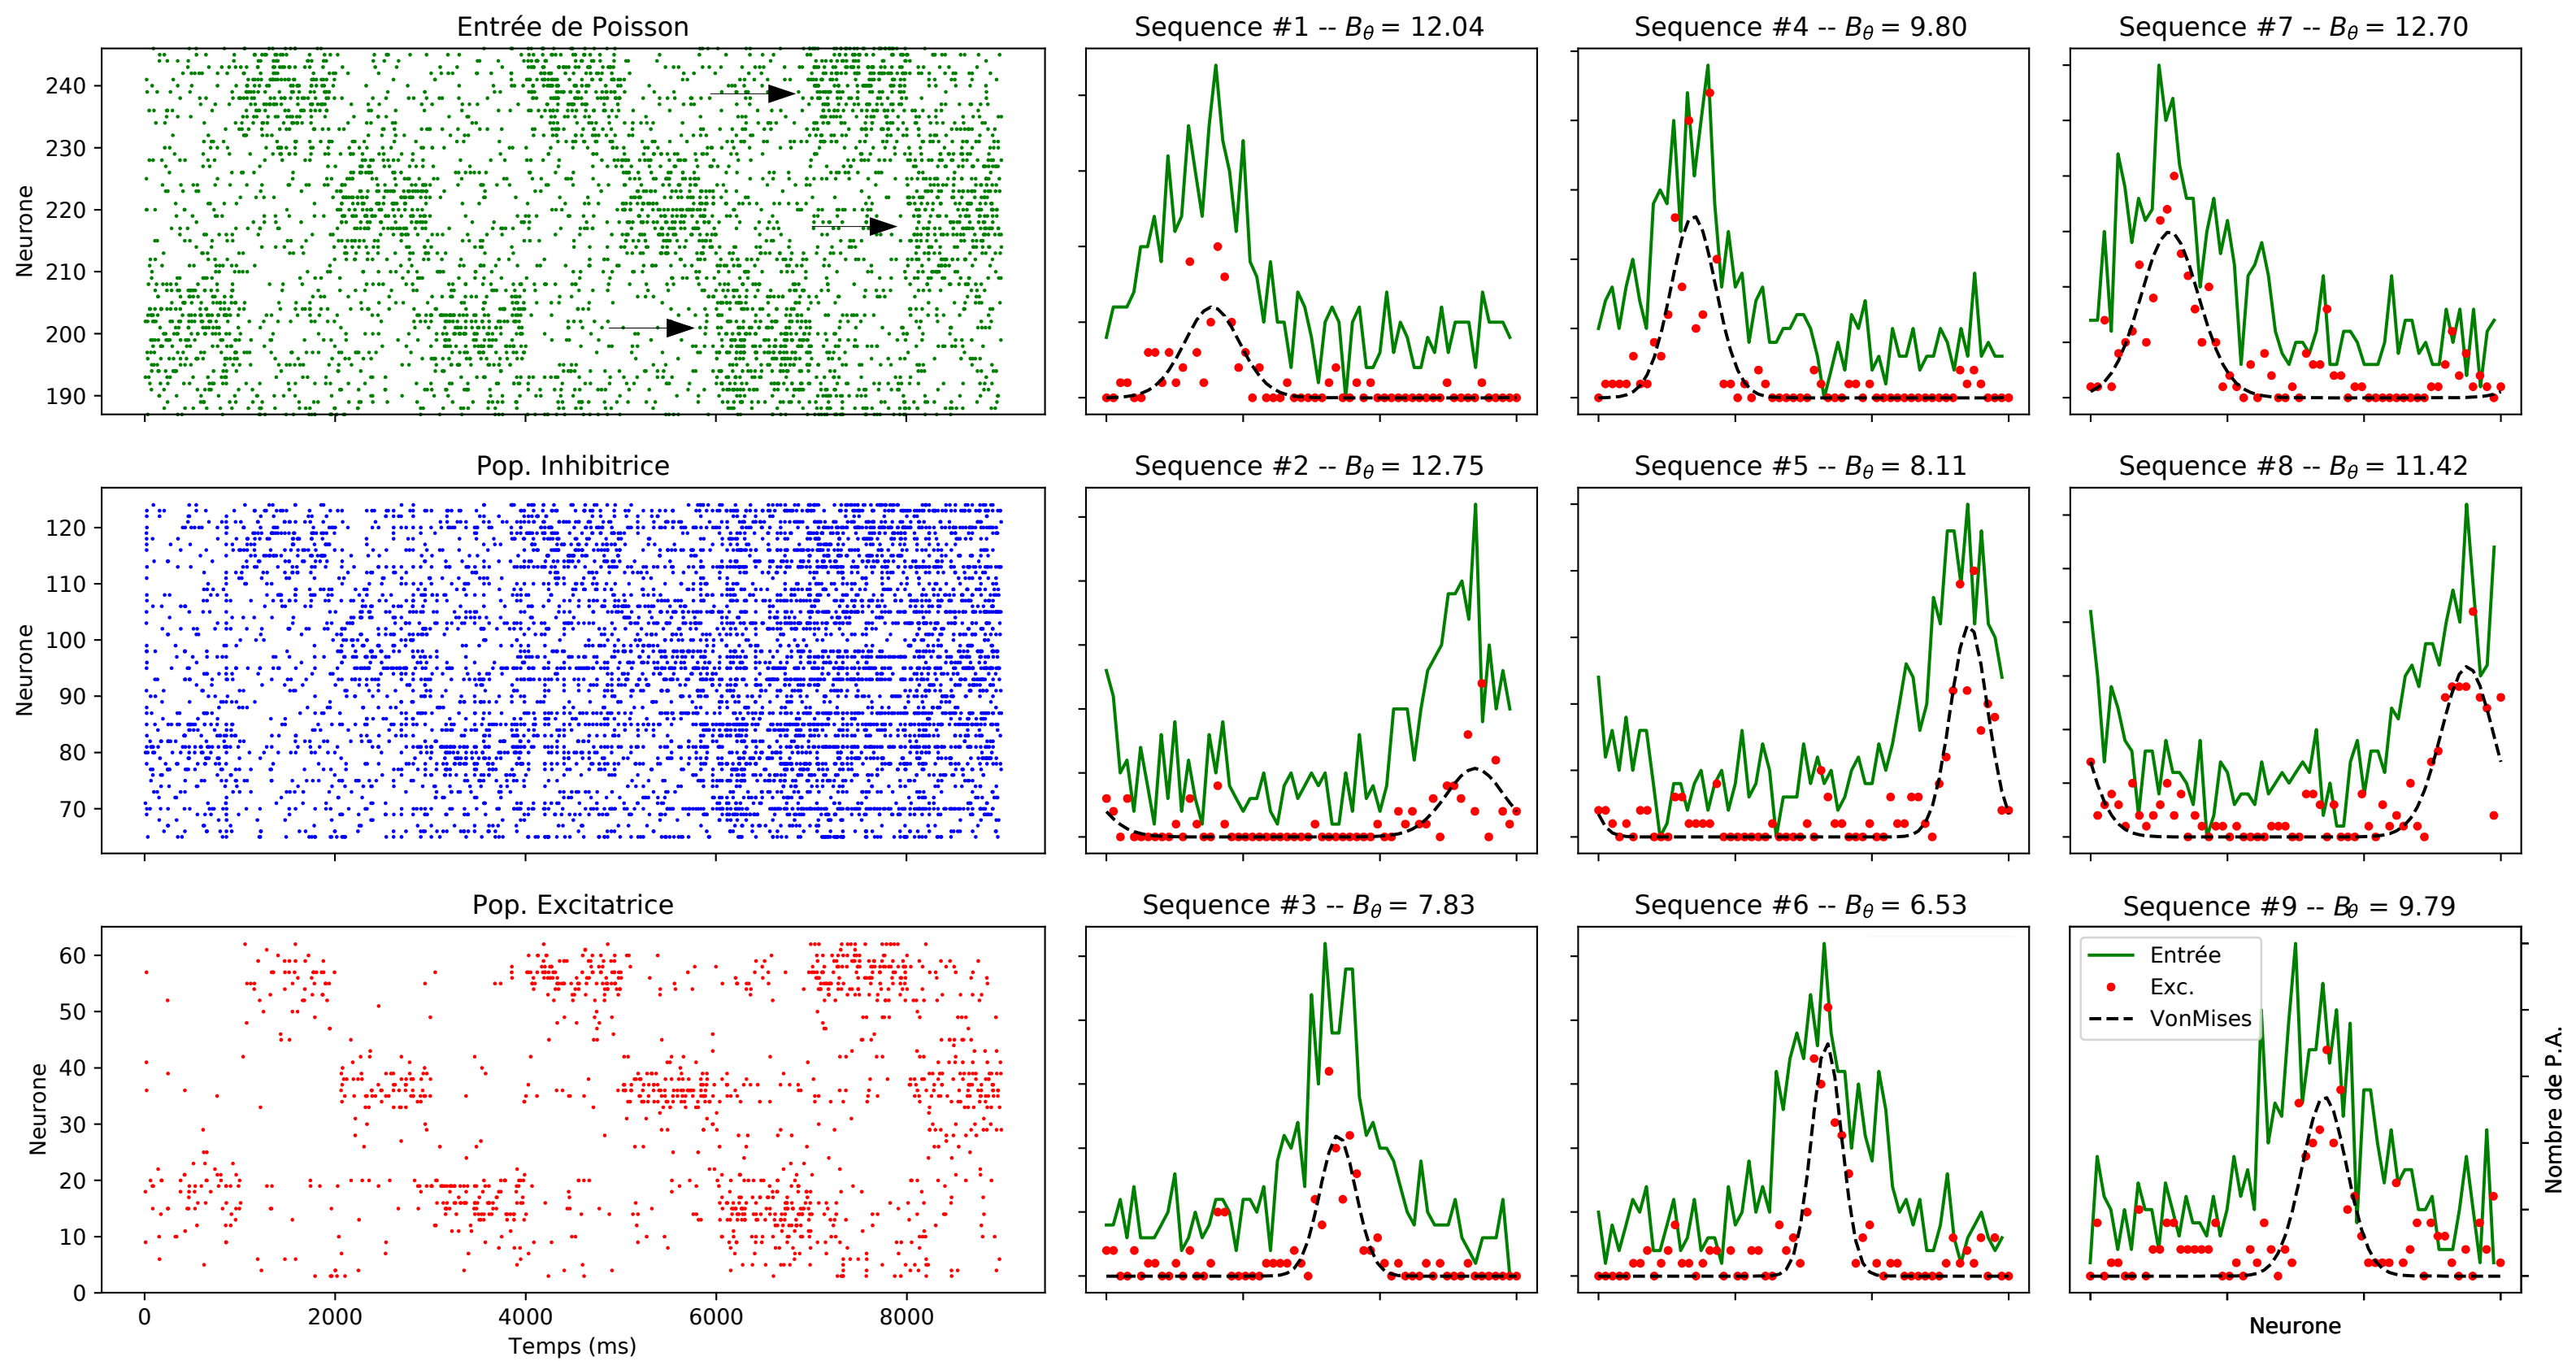 Entrée de Poisson
Sequence #1 -- Bθ = 12.04
Sequence #4 -- Bθ = 9.80
Sequence #7 -- Bθ = 12.70
Neurone
240
230
220
210
200
190
Pop. Inhibitrice
Sequence #2 -- Bθ = 12.75
Sequence #5 -- Bθ = 8.11
Sequence #8 -- Bθ = 11.42
Neurone
120
110
100
90
80
70
Pop. Excitatrice
Sequence #3 -- Bθ = 7.83
Sequence #6 -- Bθ = 6.53
Sequence #9 -- Bθ = 9.79
Neurone
60
50
40
30
20
10
0
0 2000 4000 6000 8000
Temps (ms)
Entrée
Exc.
VonMises
Nombre de P.A.
Neurone